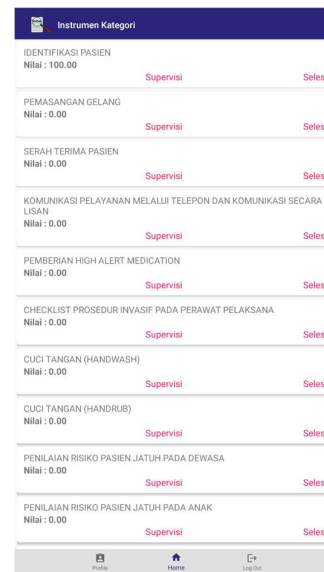 Instrumen Kategori
IDENTIFIKASI PASIEN
Nilai : 100.00
Supervisi Seles
PEMASANGAN GELANG
Nilai : 0.00
Supervisi Seles
SERAH TERIMA PASIEN
Nilai : 0.00
Supervisi Seles
KOMUNIKASI PELAYANAN MELALUI TELEPON DAN KOMUNIKASI SECARA
LISAN
Nilai : 0.00
Supervisi Seles
PEMBERIAN HIGH ALERT MEDICATION
Nilai : 0.00
Supervisi Seles
CHECKLIST PROSEDUR INVASIF PADA PERAWAT PELAKSANA
Nilai : 0.00
Supervisi Seles
CUCI TANGAN (HANDWASH)
Nilai : 0.00
Supervisi Seles
CUCI TANGAN (HANDRUB)
Nilai : 0.00
Supervisi Seles
PENILAIAN RISIKO PASIEN JATUH PADA DEWASA
Nilai : 0.00
Supervisi Seles
PENILAIAN RISIKO PASIEN JATUH PADA ANAK
Nilai : 0.00
Supervisi Seles
Profile Home Log Out